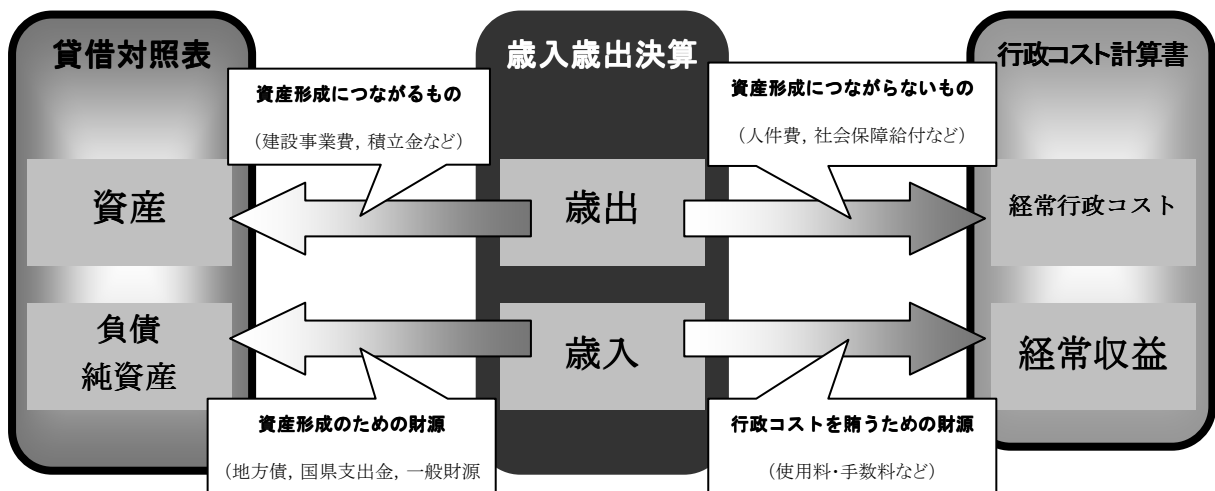 貸借対照表
資産形成につながるもの
（建設事業費，積立金など）
資産
負債
純資産
資産形成のための財源
（地方債，国県支出金，一般財源
歳入歳出決算
歳出
歳入
行政コスト計算書
資産形成につながらないもの
（人件費，社会保障給付など）
経常行政コスト
経常収益
行政コストを賄うための財源
（使用料・手数料など）